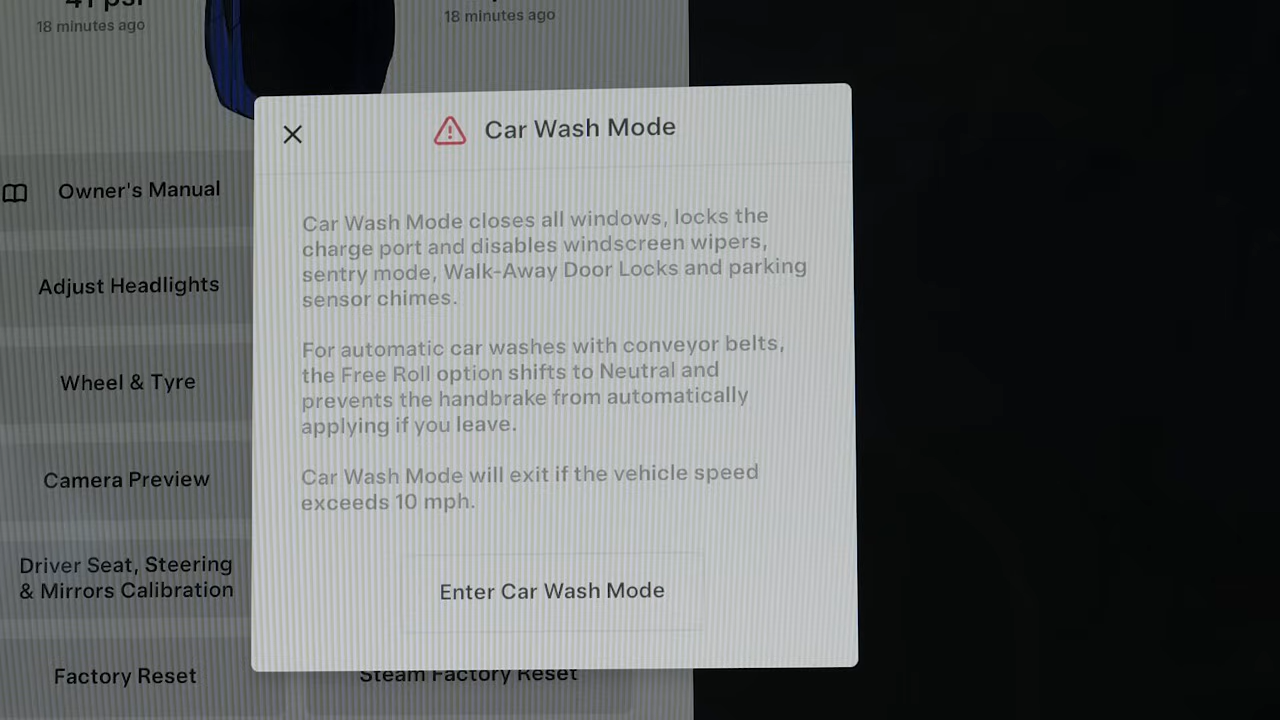 41 psi
18 minutes ago
18 minutes ago
Car Wash Mode
Owner's Manual
Adjust Headlights
Wheel & Tyre
Camera Preview
Driver Seat, Steering
& Mirrors Calibration
Factory Reset
Car Wash Mode closes all windows, locks the
charge port and disables windscreen wipers,
sentry mode, Walk-Away Door Locks and parking
sensor chimes.
For automatic car washes with conveyor belts,
the Free Roll option shifts to Neutral and
prevents the handbrake from automatically
applying if you leave.
Car Wash Mode will exit if the vehicle speed
exceeds 10 mph.
Enter Car Wash Mode
Steam Factory Reset